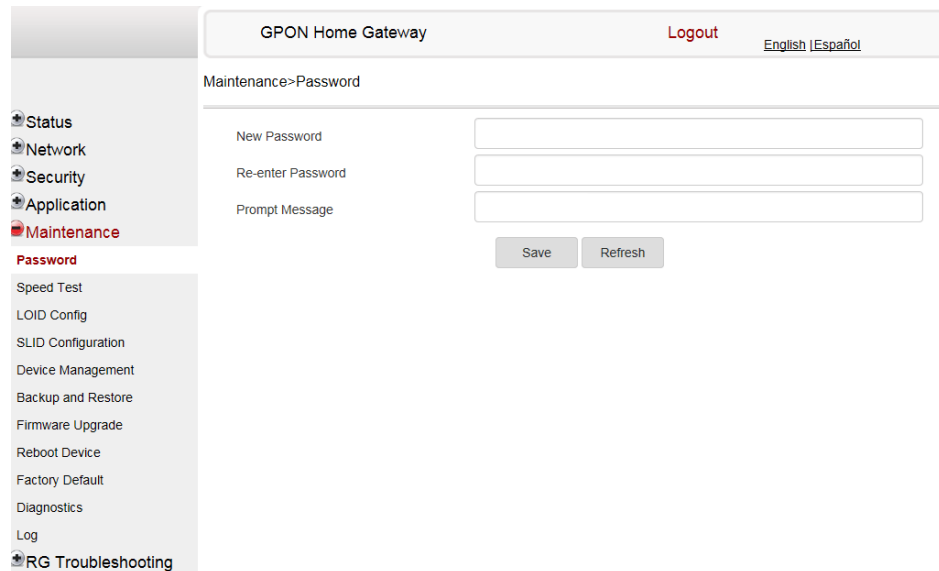 GPON Home Gateway
Logout
English | Español
Maintenance>Password
Status
Network
Security
Application
Maintenance
Password
Speed Test
LOID Config
SLID Configuration
Device Management
Backup and Restore
Firmware Upgrade
Reboot Device
Factory Default
Diagnostics
Log
RG Troubleshooting
New Password
Re-enter Password
Prompt Message
Save
Refresh